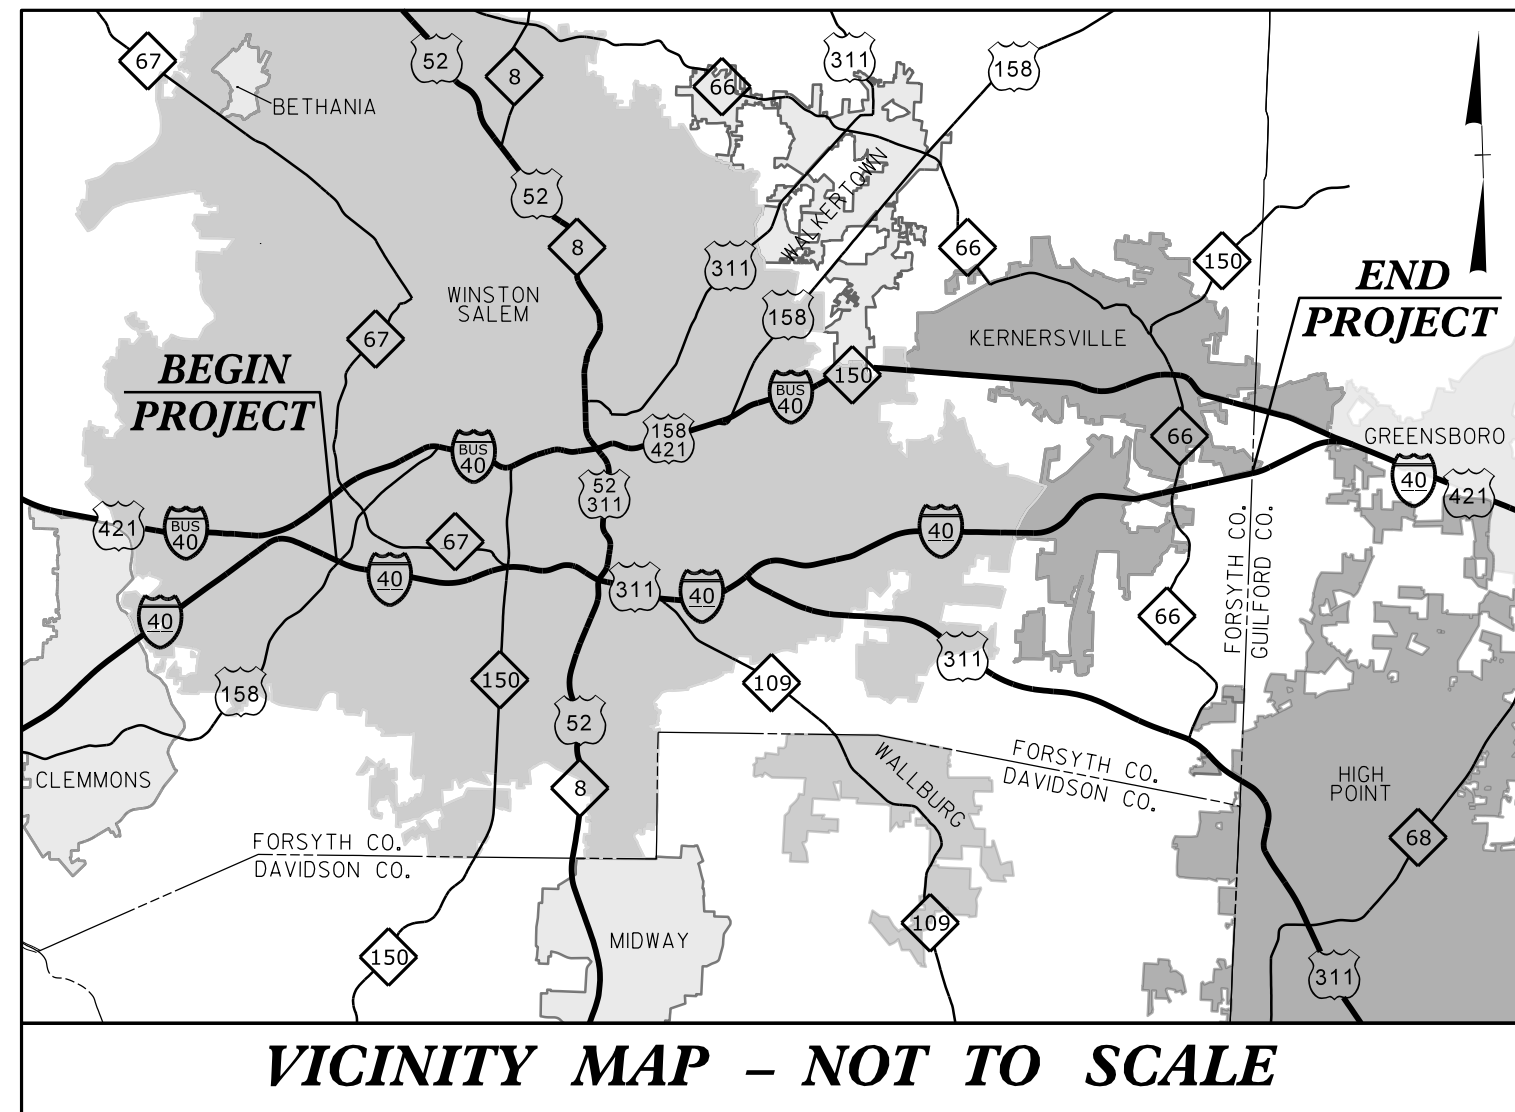 67
52
8
66
311
158
BETHANIA
52
WALKERTOWN
8
311
66
150
END
PROJECT
WINSTON
SALEM
158
67
KERNERSVILLE
BEGIN
PROJECT
BUS
40
150
158
421
66
GREENSBORO
BUS
40
40
421
52
311
421
BUS
40
67
40
40
FORSYTH CO.
GUILFORD CO.
40
311
40
66
311
158
150
109
52
CLEMMONS
8
WALLBURG
FORSYTH CO.
DAVIDSON CO.
HIGH
POINT
68
FORSYTH CO.
DAVIDSON CO.
109
MIDWAY
150
311
VICINITY MAP – NOT TO SCALE